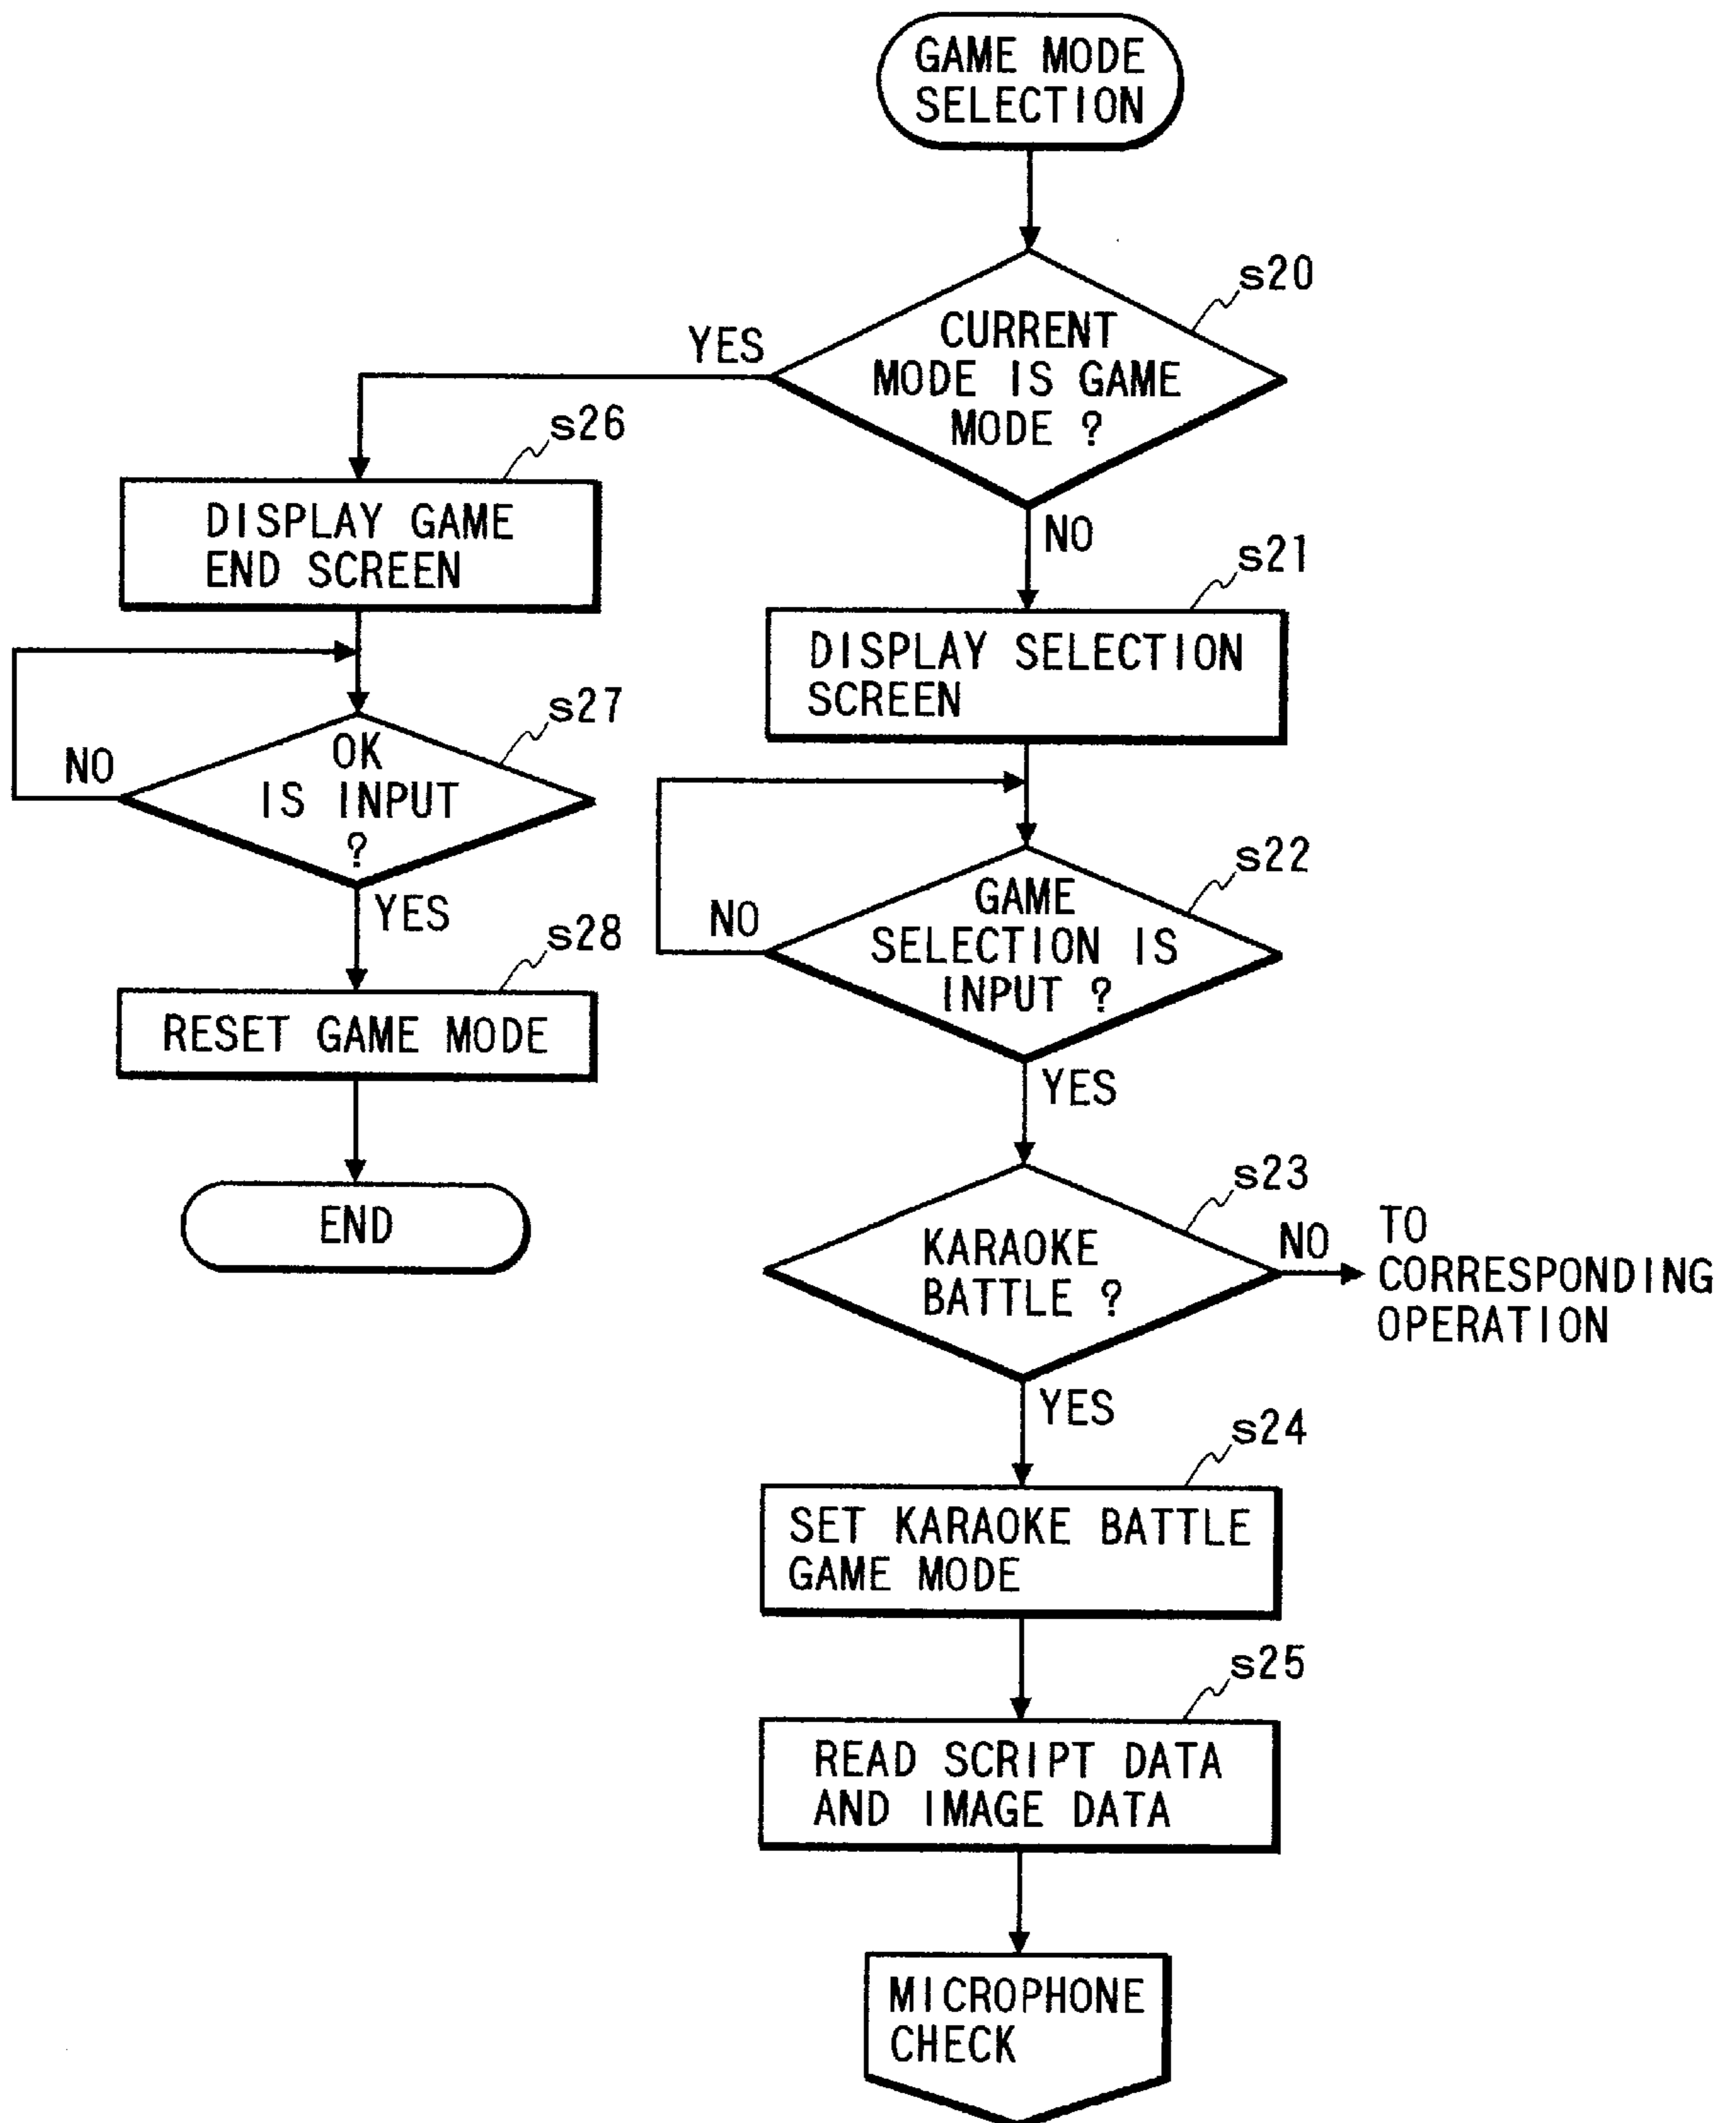 GAME MODE
SELECTION
s20
CURRENT
MODE IS GAME
MODE ?
YES
NO
s26
DISPLAY GAME
END SCREEN
s27
OK
IS INPUT
?
NO
YES
s28
RESET GAME MODE
END
s21
DISPLAY SELECTION
SCREEN
s22
GAME
SELECTION IS
INPUT ?
NO
YES
s23
KARAOKE
BATTLE ?
NO
TO
CORRESPONDING
OPERATION
YES
s24
SET KARAOKE BATTLE
GAME MODE
s25
READ SCRIPT DATA
AND IMAGE DATA
MICROPHONE
CHECK